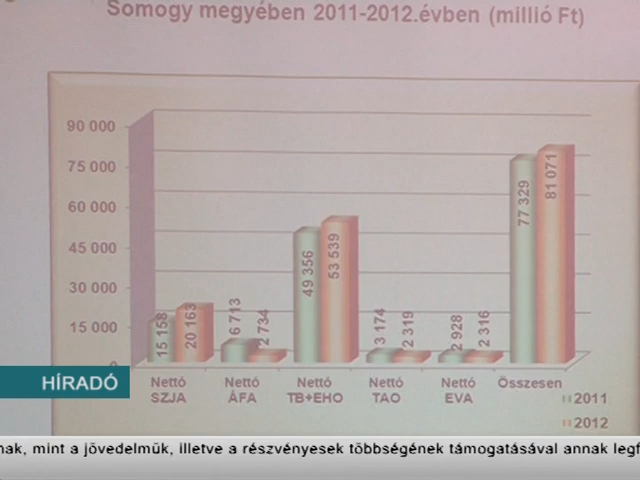 Somogy megyében 2011-2012.évben (millió Ft)
90 000
75 000
60 000
45 000
30 000
15 000
0
15 158
20 163
6 713
2 734
49 356
53 539
3 174
2 319
2 928
2 316
77 329
81 071
Nettó SZJA
Nettó ÁFA
Nettó TB+EHO
Nettó TAO
Nettó EVA
Összesen
2011
2012
HÍRADÓ
mint a jövedelmük, illetve a részvényesek többségének támogatásával annak